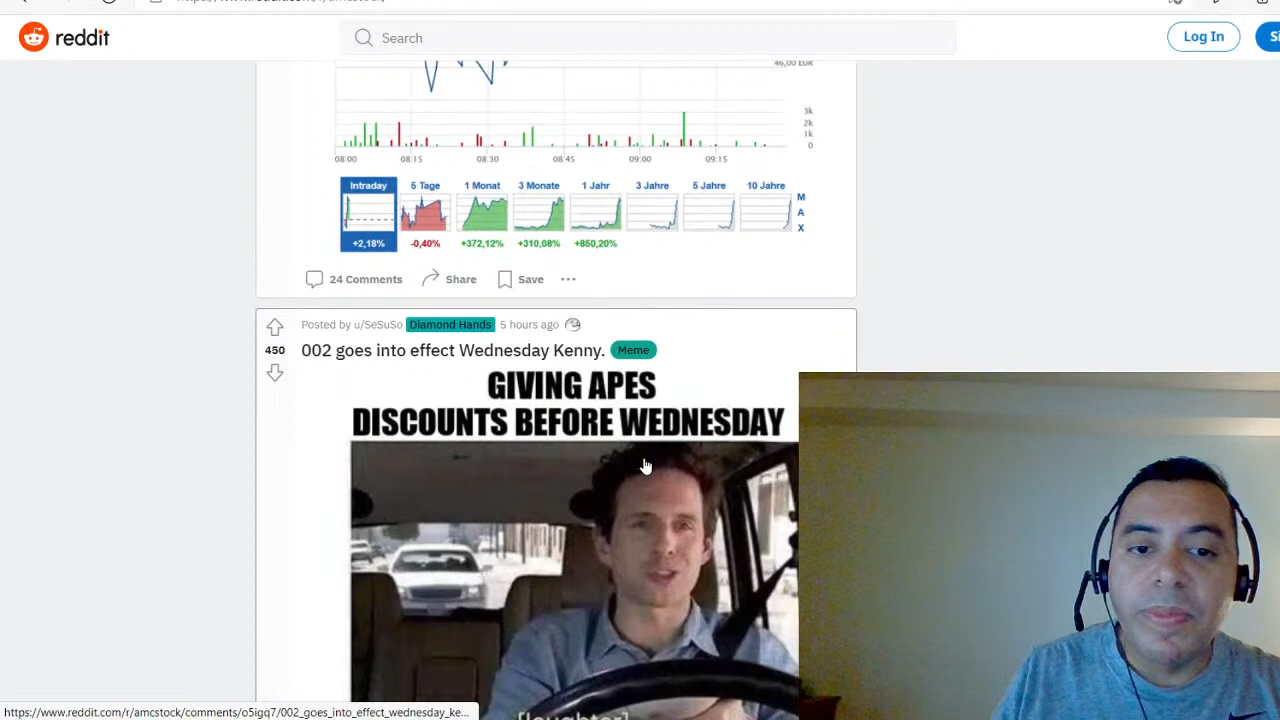 reddit
Search
Log In
46,00 EUR
3k
2k
1k
0
08:00 08:15 08:30 08:45 09:00 09:15
Intraday 5 Tage 1 Monat 3 Monate 1 Jahr 3 Jahre 5 Jahre 10 Jahre
M
A
X
+2,18% -0,40% +372,12% +310,08% +850,20%
24 Comments Share Save ...
Posted by u/SeSuSo Diamond Hands 5 hours ago
450
002 goes into effect Wednesday Kenny. Meme
GIVING APES
DISCOUNTS BEFORE WEDNESDAY
[laughter]
https://www.reddit.com/r/amcstock/comments/o5igq7/002_goes_into_effect_wednesday_ke...